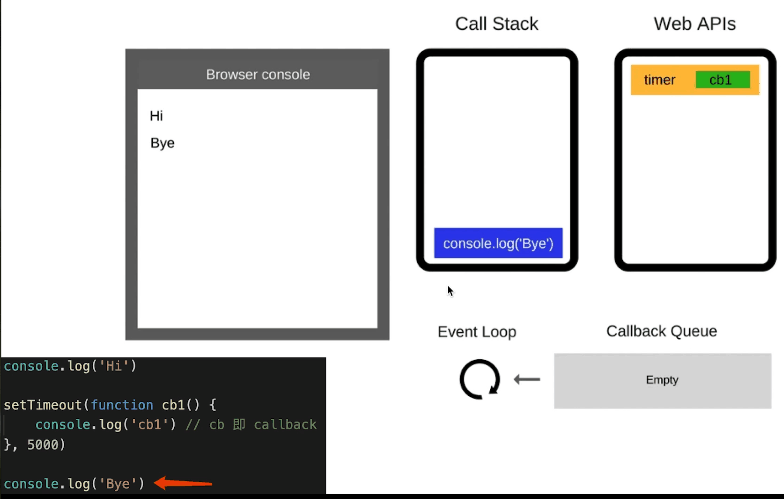 Call Stack
Web APIs
Browser console
Hi
Bye
timer
cb1
console.log('Bye')
Event Loop
Callback Queue
Empty
console.log('Hi')
setTimeout(function cb1() {
    console.log('cb1') // cb 即 callback
}, 5000)
console.log('Bye')